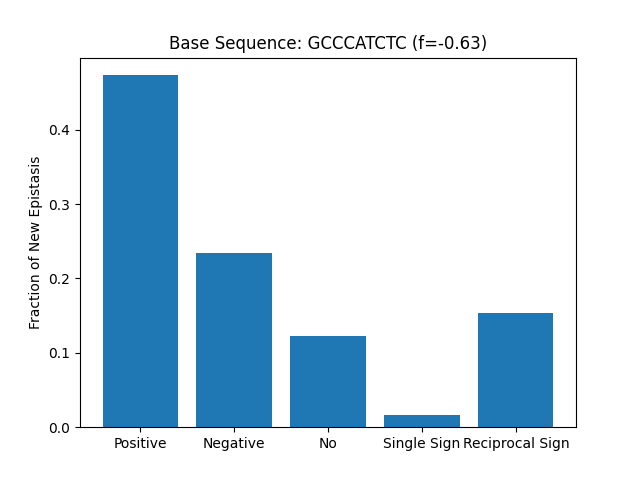 Base Sequence: GCCCATCTC (f=-0.63)
Fraction of New Epistasis
0.4
0.3
0.2
0.1
0.0
Positive
Negative
No
Single Sign
Reciprocal Sign